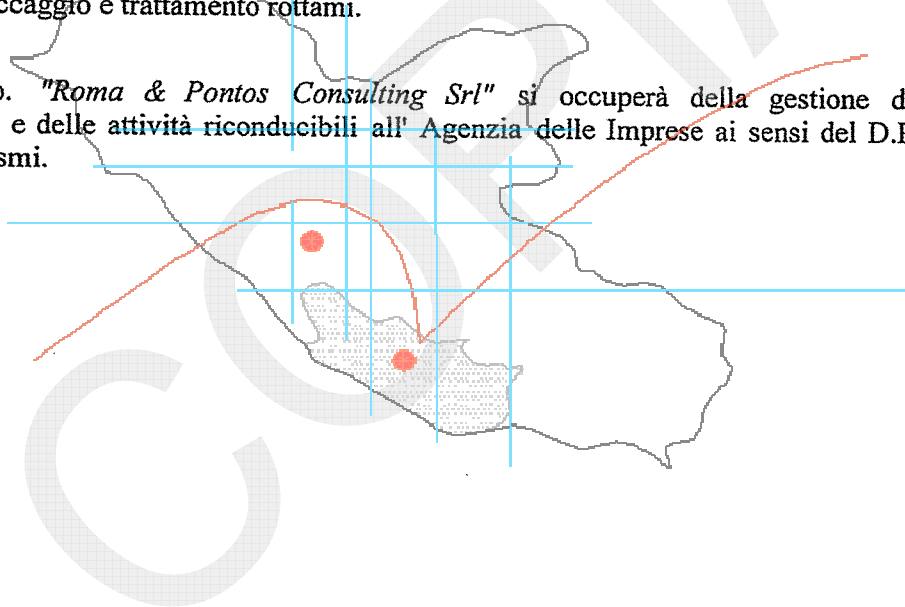 ccaggio e trattamento rottami.
o. "Roma & Pontos Consulting Srl" si occuperà della gestione d
e delle attività riconducibili all' Agenzia delle Imprese ai sensi del D.P
smi.
COPIA